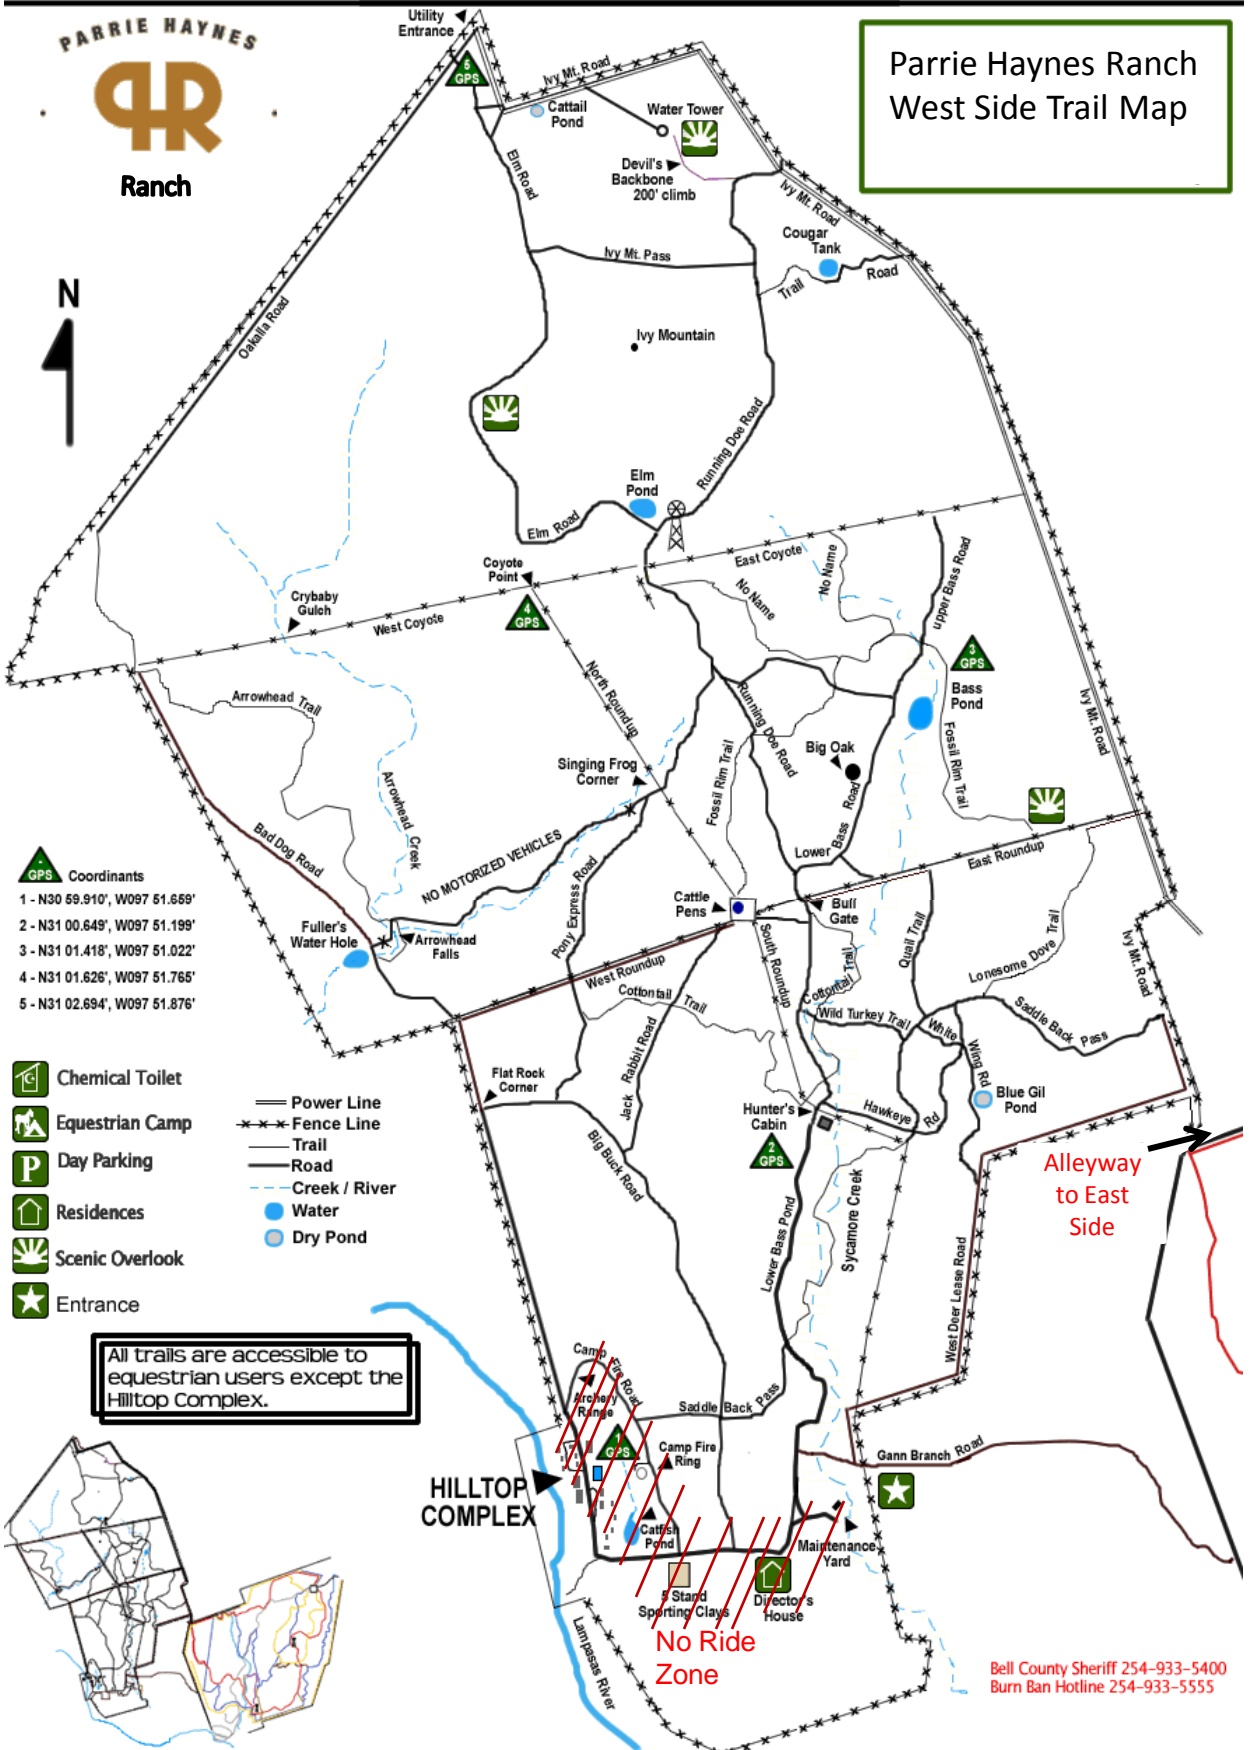 PARRIE HAYNES
PHR
Ranch
Parrie Haynes Ranch
West Side Trail Map
Utility
Entrance
5
GPS
Ivy Mt. Road
Cattail
Pond
Water Tower
Elm Road
Devil's
Backbone
200' climb
Ivy Mt. Road
Cougar
Tank
Ivy Mt. Pass
Trail
Road
N
Oakalla Road
Ivy Mountain
Running Doe Road
Elm
Pond
Elm Road
East Coyote
No Name
upper Bass Road
Coyote
Point
No Name
Crybaby
Gulch
4
GPS
West Coyote
3
GPS
North Roundup
Bass
Pond
Arrowhead Trail
Running Doe Road
Ivy Mt. Road
Big Oak
Singing Frog
Corner
Fossil Rim Trail
Fossil Rim Trail
Arrowhead Creek
Lower Bass Road
Bad Dog Road
NO MOTORIZED VEHICLES
East Roundup
GPS
Coordinants
1 - N30 59.910', W097 51.659'
2 - N31 00.649', W097 51.199'
3 - N31 01.418', W097 51.022'
4 - N31 01.626', W097 51.765'
5 - N31 02.694', W097 51.876'
Pony Express Road
Cattle
Pens
Bull
Gate
Fuller's
Water Hole
Arrowhead
Falls
Quail Trail
Lonesome Dove Trail
Ivy Mt. Road
South Roundup
West Roundup
Cottontail Trail
Cottontail Trail
Wild Turkey Trail
White Wing Rd
Saddle Back Pass
Jack Rabbit Road
Chemical Toilet
Equestrian Camp
P
Day Parking
Residences
Scenic Overlook
Entrance
Power Line
Fence Line
Trail
Road
Creek / River
Water
Dry Pond
Flat Rock
Corner
Hunter's
Cabin
Hawkeye Rd
Blue Gil
Pond
2
GPS
Big Buck Road
Alleyway
to East
Side
Sycamore Creek
Lower Bass Pond
West Deer Lease Road
All trails are accessible to
equestrian users except the
Hilltop Complex.
Camp Fire Road
Archery
Range
Saddle Back Pass
1
GPS
Camp Fire
Ring
Gann Branch Road
HILLTOP
COMPLEX
Catfish
Pond
Maintenance
Yard
5 Stand
Sporting Clays
Director's
House
No Ride
Zone
Lampasas River
Bell County Sheriff 254-933-5400
Burn Ban Hotline 254-933-5555